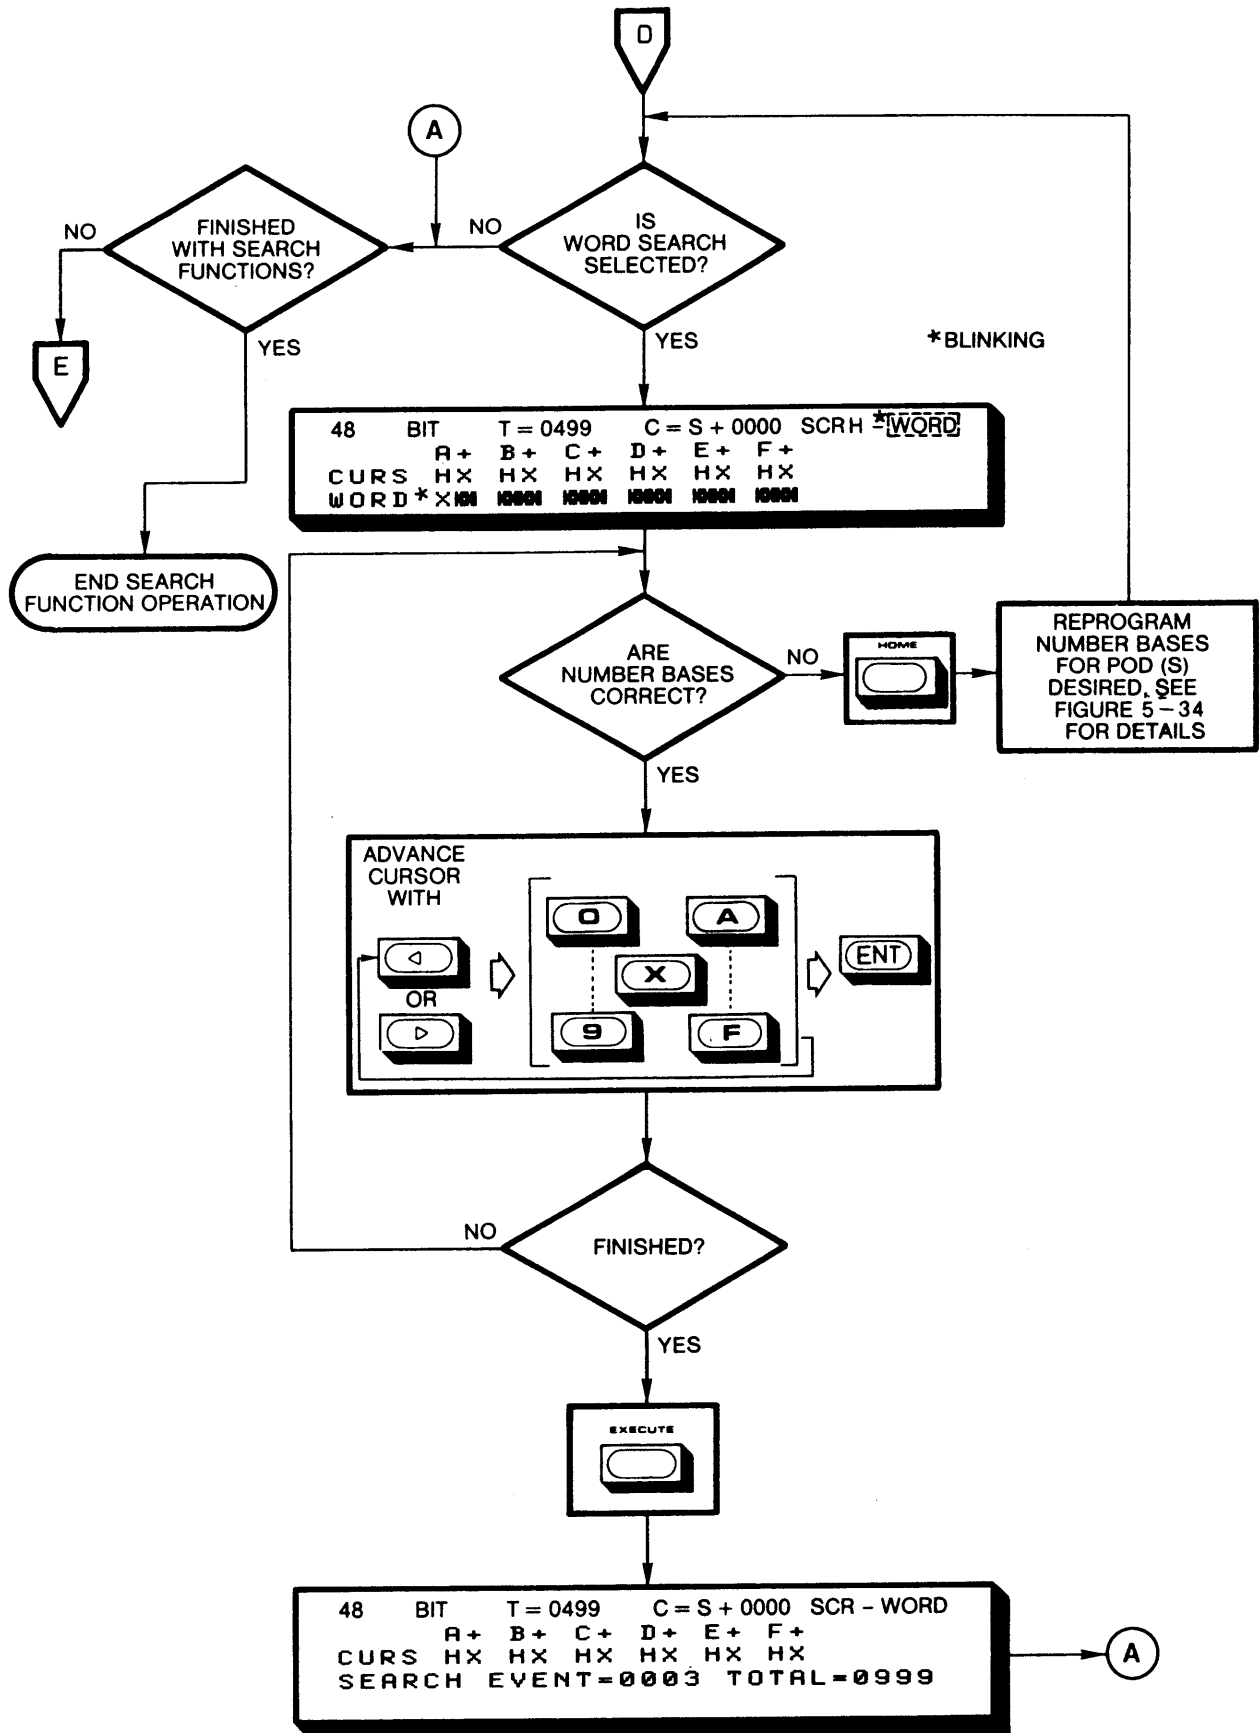 D
A
NO
FINISHED
WITH SEARCH
FUNCTIONS?
NO
IS
WORD SEARCH
SELECTED?
YES
YES
*BLINKING
E
48 BIT T = 0499 C = S + 0000 SCRH -*WORD
A+ B+ C+ D+ E+ F+
CURS HX HX HX HX HX HX
WORD*X
END SEARCH
FUNCTION OPERATION
ARE
NUMBER BASES
CORRECT?
NO
HOME
REPROGRAM
NUMBER BASES
FOR POD (S)
DESIRED. SEE
FIGURE 5-34
FOR DETAILS
YES
ADVANCE
CURSOR
WITH
OR
0
A
X
9
F
ENT
NO
FINISHED?
YES
EXECUTE
48 BIT T = 0499 C = S + 0000 SCR - WORD
A+ B+ C+ D+ E+ F+
CURS HX HX HX HX HX HX
SEARCH EVENT=0003 TOTAL=0999
A